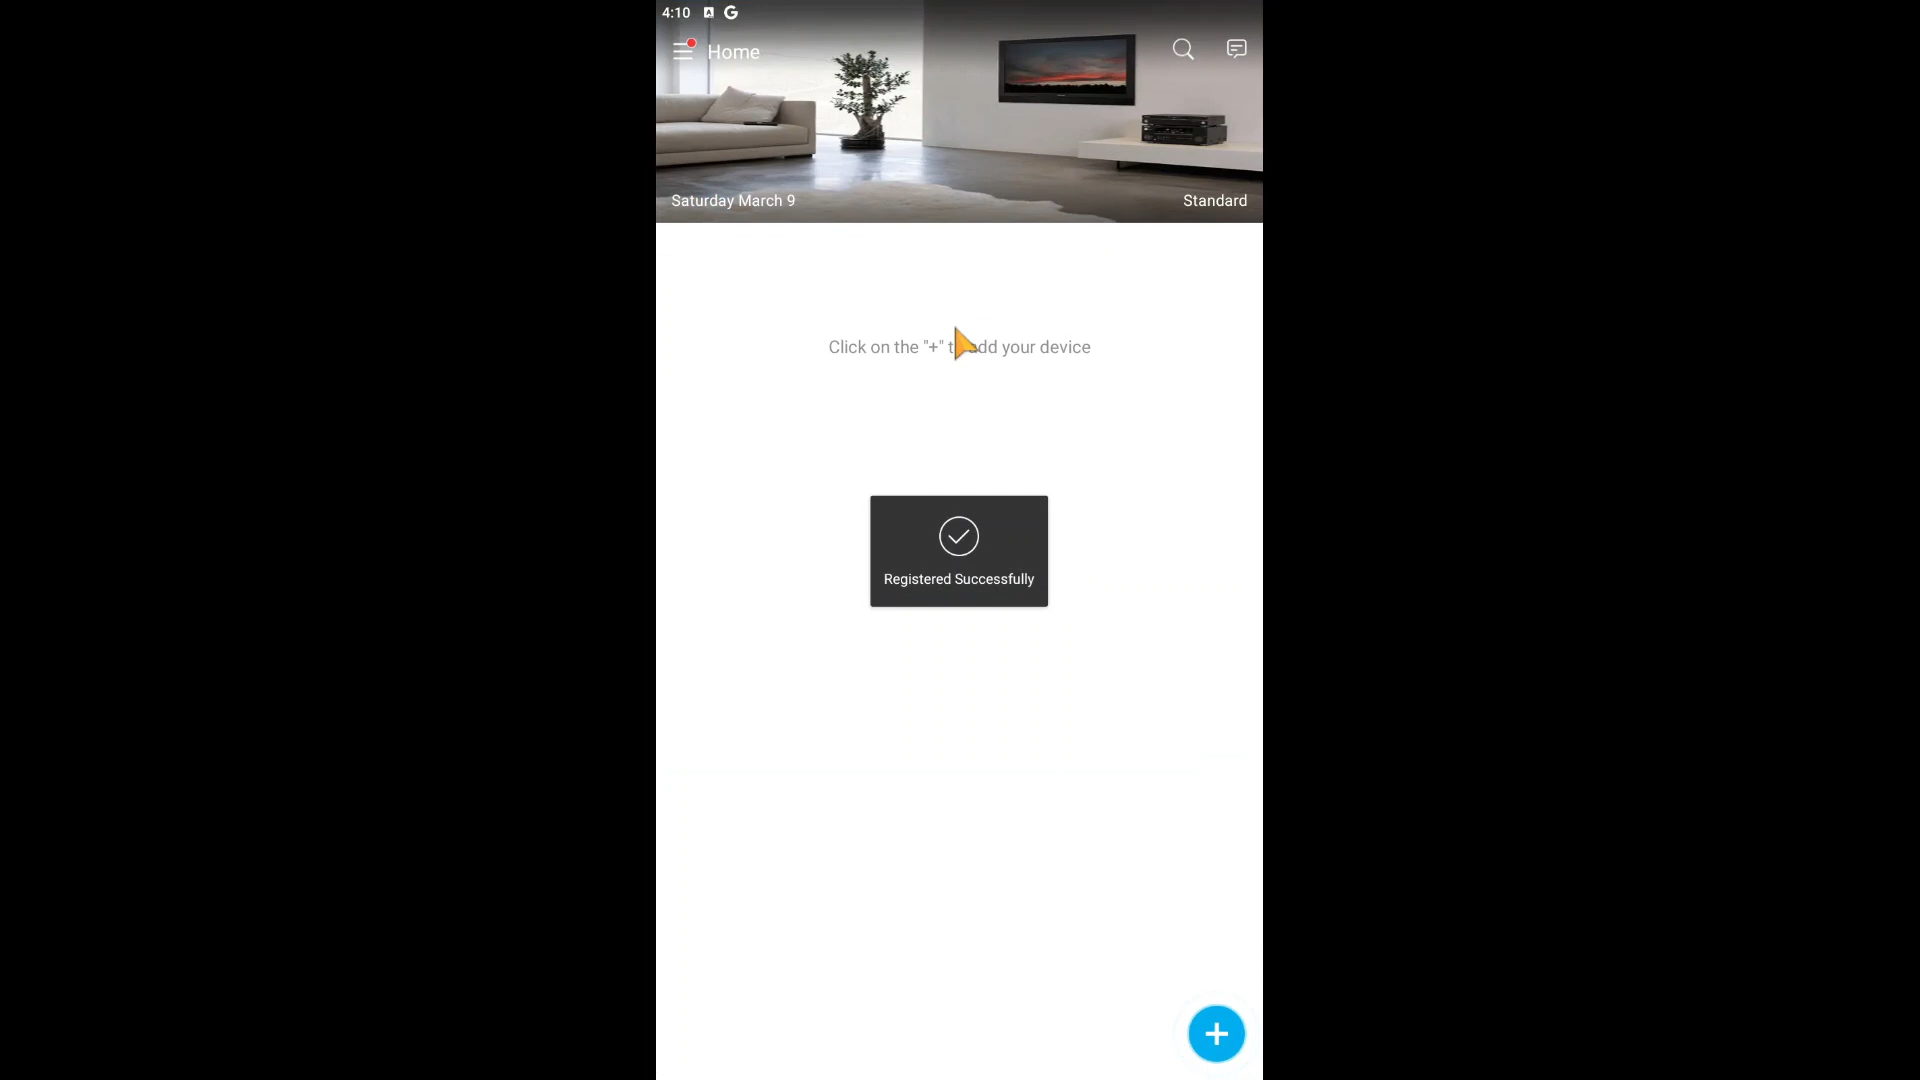 4:10
Home
Saturday March 9
Standard
Click on the "+" to add your device
Registered Successfully